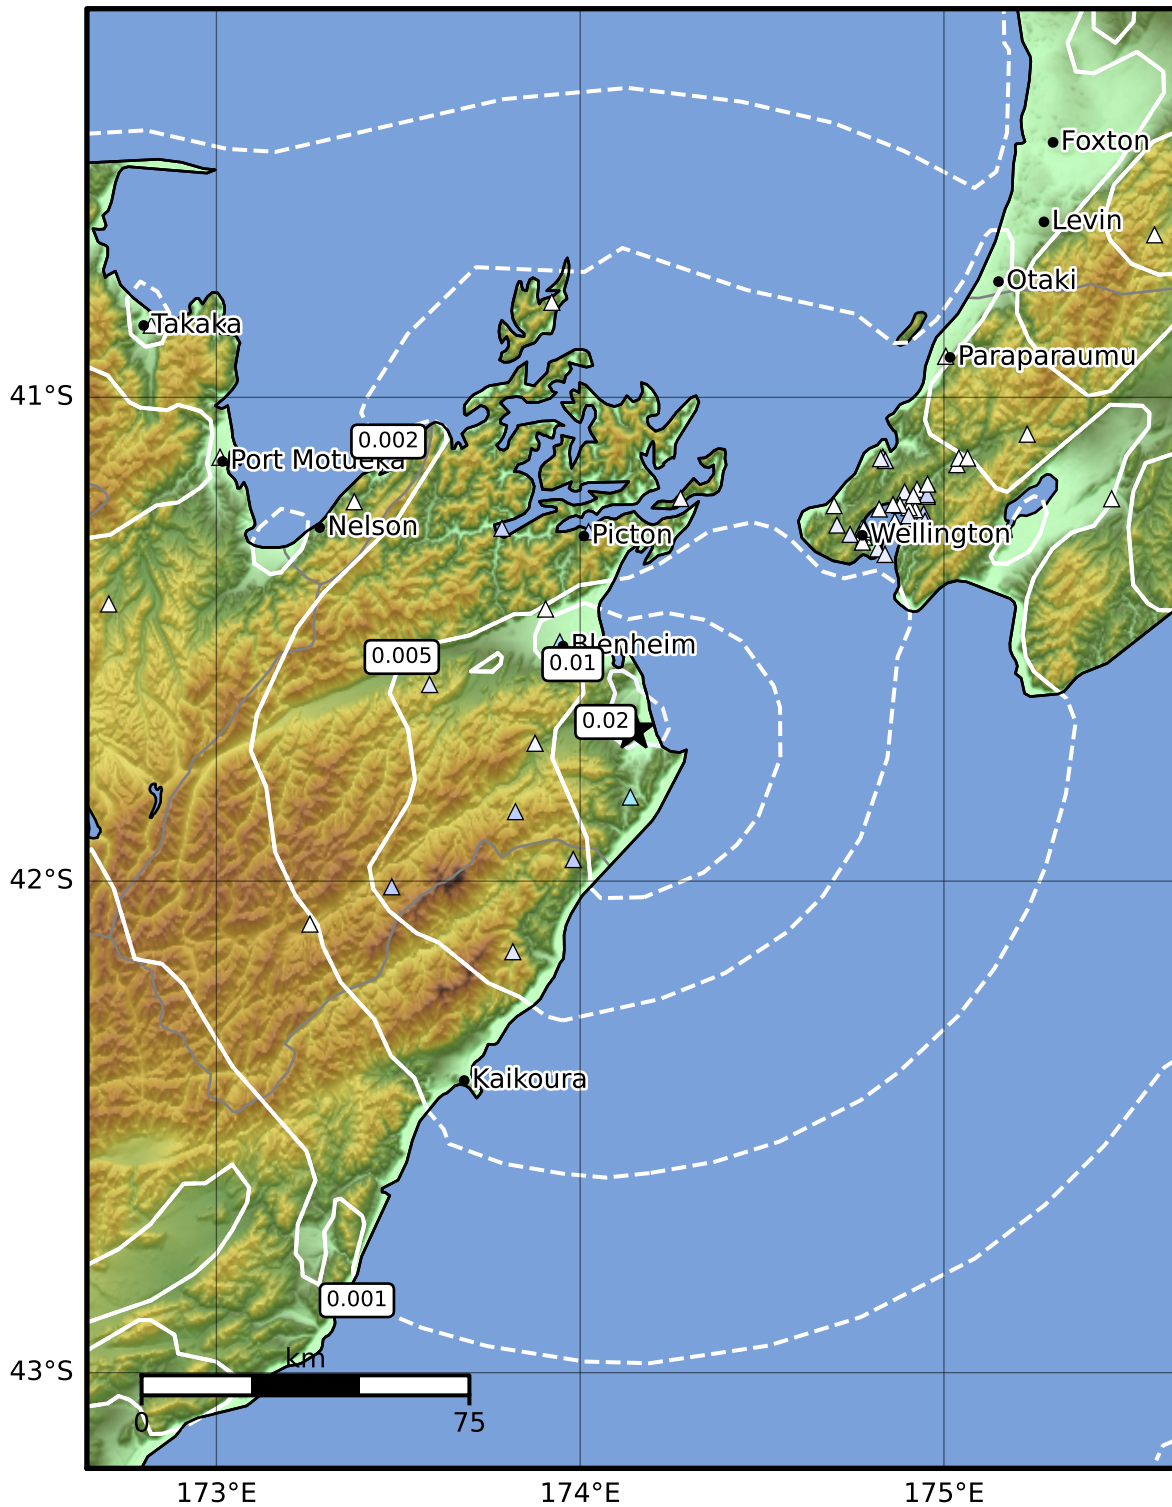 Foxton
Levin
Otaki
Takaka
Paraparaumu
41°S
0.002
Port Motueka
Nelson
Picton
Wellington
Blenheim
0.005
0.01
0.02
42°S
Kaikoura
0.001
43°S
km
0
75
173°E
174°E
175°E